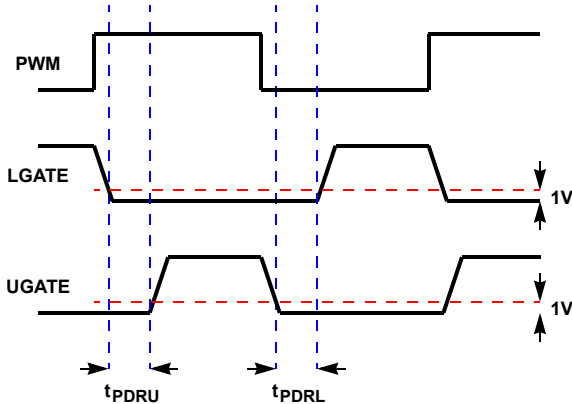 PWM
LGATE
1V
UGATE
1V
tPDRU
tPDRL